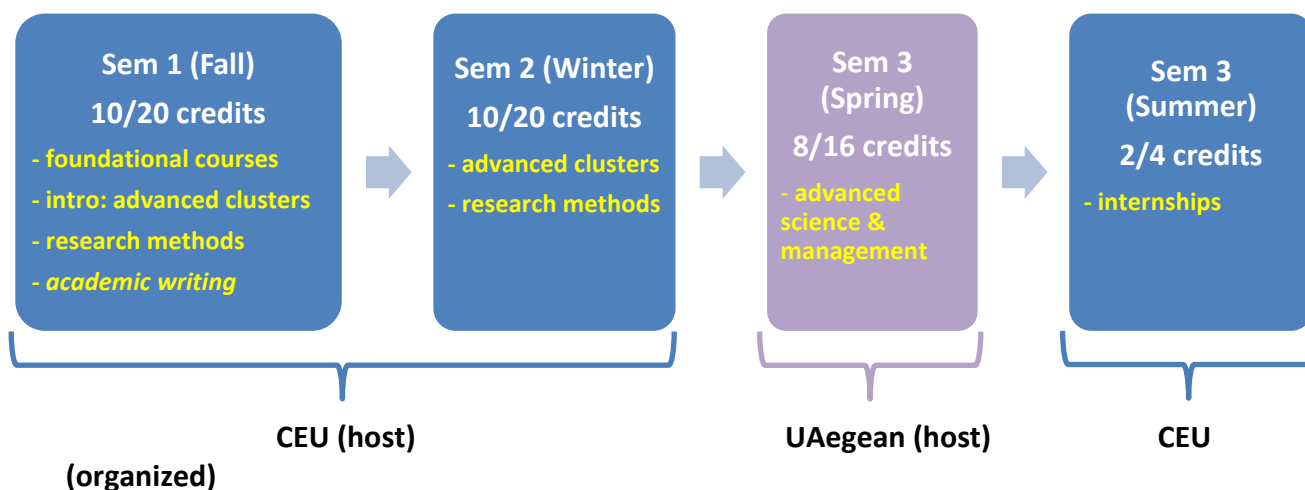 Sem 1 (Fall)
10/20 credits
- foundational courses
- intro: advanced clusters
- research methods
- academic writing
Sem 2 (Winter)
10/20 credits
- advanced clusters
- research methods
Sem 3
(Spring)
8/16 credits
- advanced
science &
management
Sem 3
(Summer)
2/4 credits
- internships
CEU (host)
UAegean (host)
CEU
(organized)